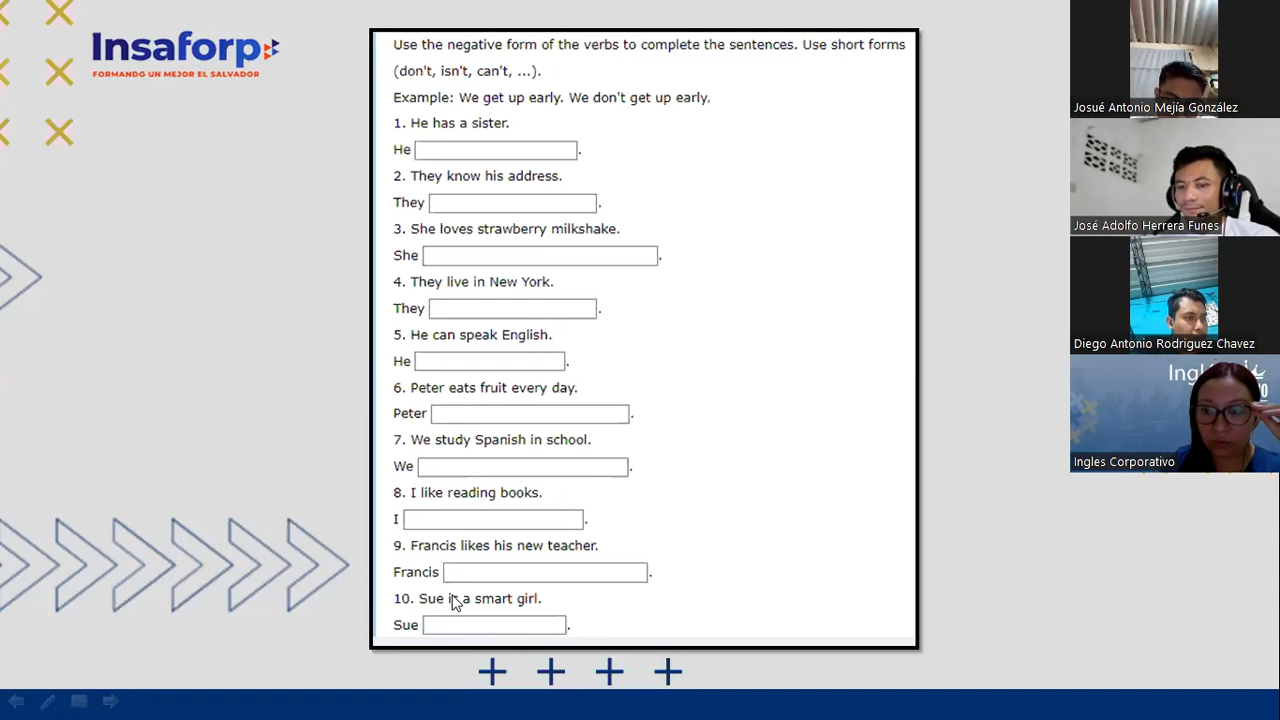 Insaforp
FORMANDO UN MEJOR EL SALVADOR
Use the negative form of the verbs to complete the sentences. Use short forms
(don't, isn't, can't, ...).
Example: We get up early. We don't get up early.
1. He has a sister.
He .
2. They know his address.
They .
3. She loves strawberry milkshake.
She .
4. They live in New York.
They .
5. He can speak English.
He .
6. Peter eats fruit every day.
Peter .
7. We study Spanish in school.
We .
8. I like reading books.
I .
9. Francis likes his new teacher.
Francis .
10. Sue is a smart girl.
Sue .
Josué Antonio Mejía González
José Adolfo Herrera Funes
Diego Antonio Rodriguez Chavez
Ingles Corporativo